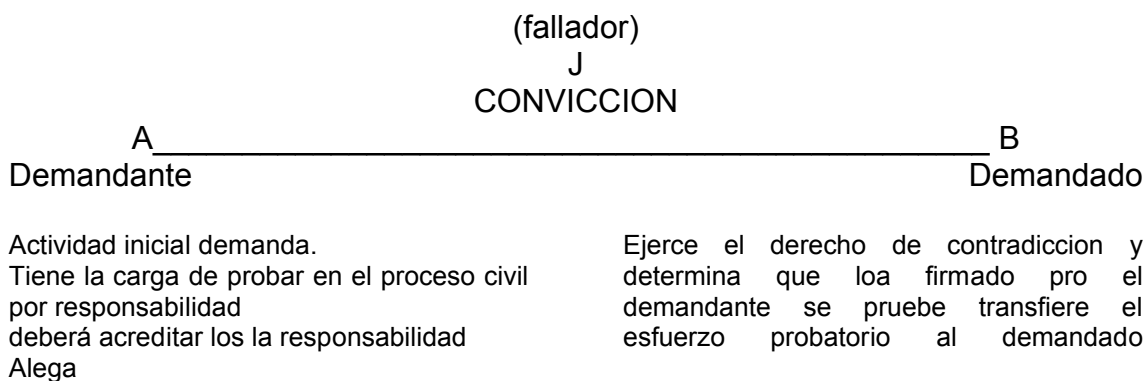 (fallador)
J
CONVICCION
A________________________________________________ B
Demandante Demandado
Actividad inicial demanda.
Tiene la carga de probar en el proceso civil
por responsabilidad
deberá acreditar los la responsabilidad
Alega
Ejerce el derecho de contradiccion y
determina que loa firmado pro el
demandante se pruebe transfiere el
esfuerzo probatorio al demandado